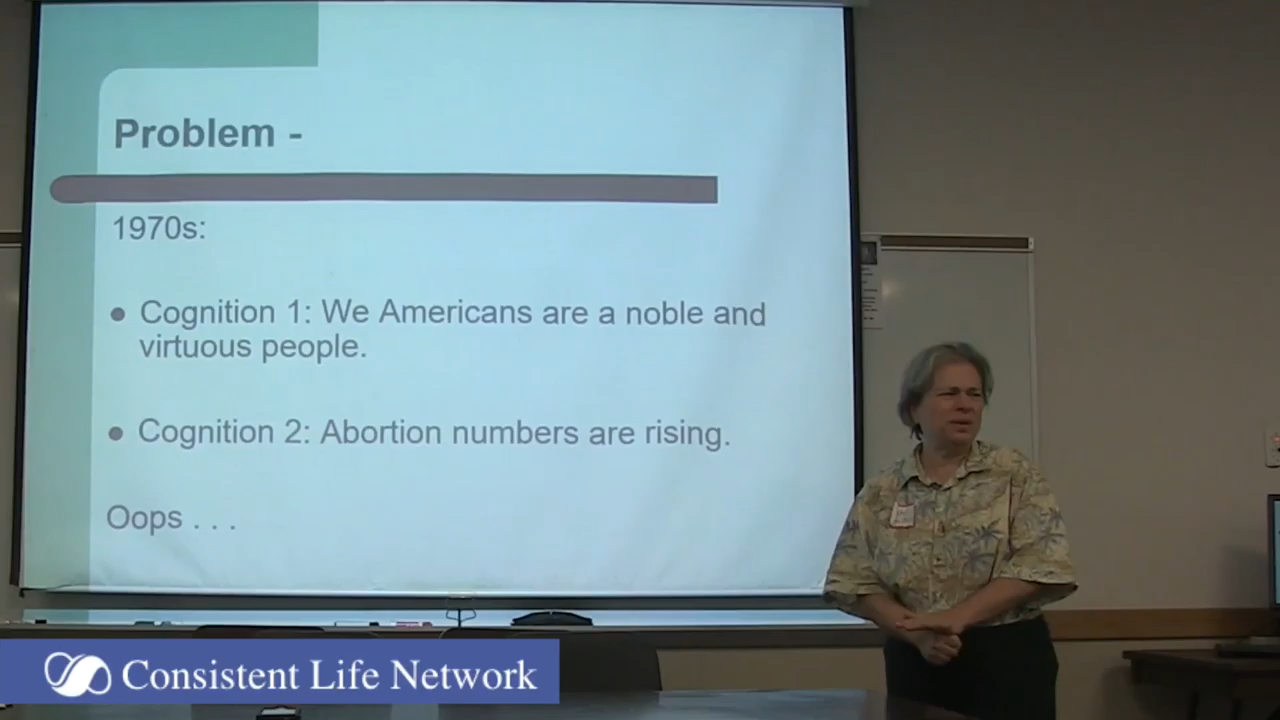 Problem -
1970s:
● Cognition 1: We Americans are a noble and
virtuous people.
● Cognition 2: Abortion numbers are rising.
Oops . . .
Consistent Life Network